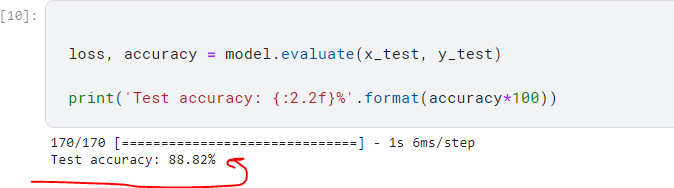 [10]:
loss, accuracy = model.evaluate(x_test, y_test)
print('Test accuracy: {:2.2f}%'.format(accuracy*100))
170/170 [==============================] - 1s 6ms/step
Test accuracy: 88.82%